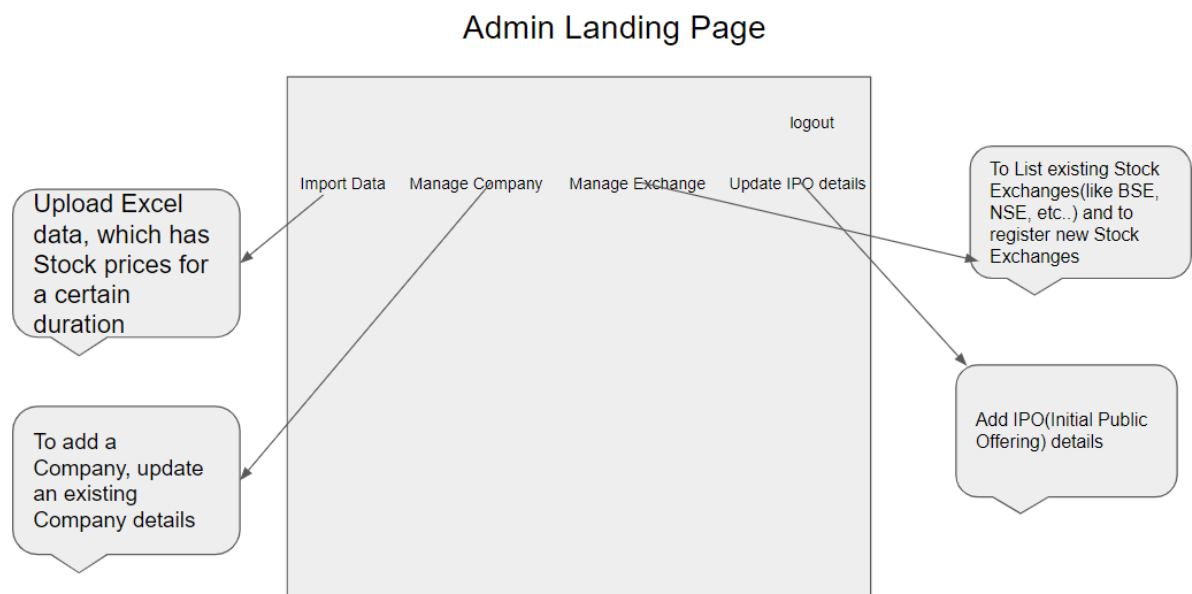 Admin Landing Page
logout
Import Data
Manage Company
Manage Exchange
Update IPO details
Upload Excel
data, which has
Stock prices for
a certain
duration
To add a
Company, update
an existing
Company details
To List existing Stock
Exchanges(like BSE,
NSE, etc..) and to
register new Stock
Exchanges
Add IPO(Initial Public
Offering) details